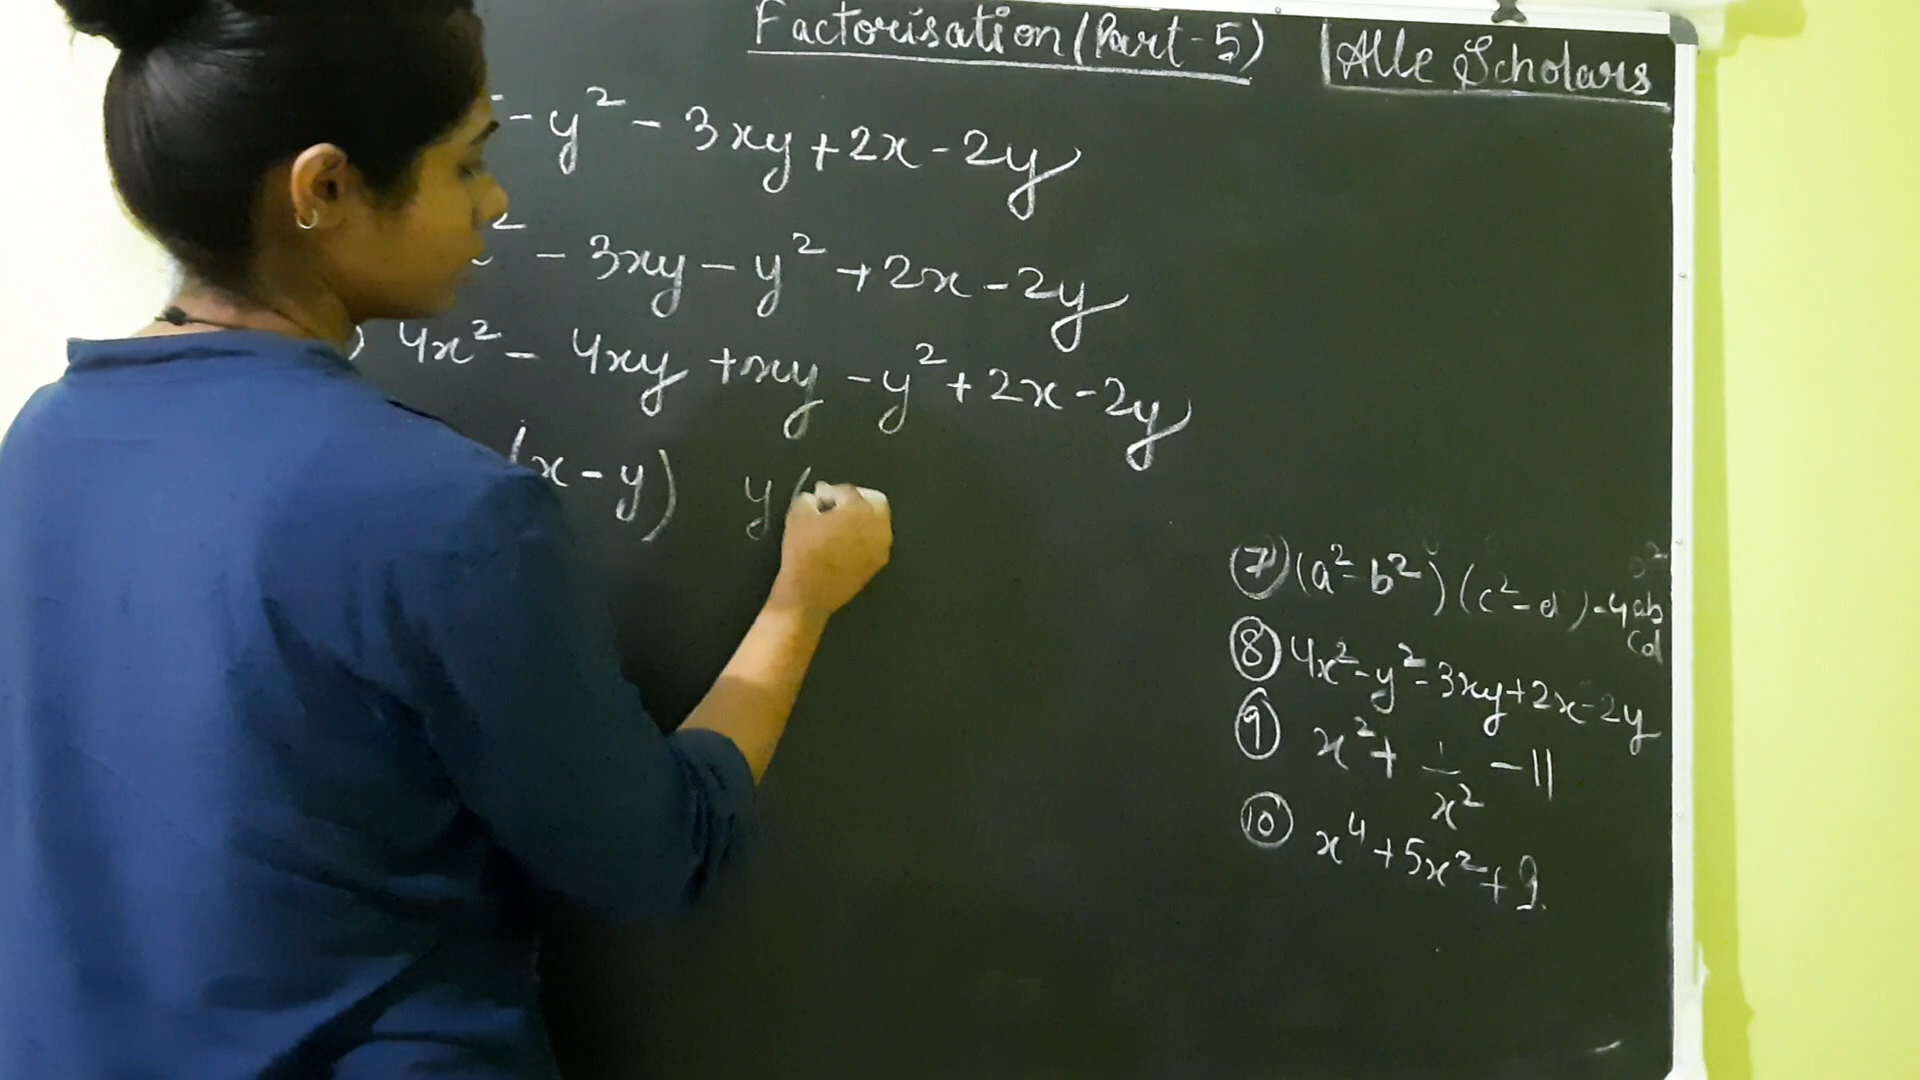 Factorisation (Part-5)
Alle Scholars
- y² - 3xy + 2x - 2y
² - 3xy - y² + 2x - 2y
) 4x² - 4xy + xy - y² + 2x - 2y
(x - y) y(
(7) (a² - b²) (c² - d ) - 4ab
cd
(8) 4x² - y² - 3xy + 2x - 2y
(9) x² + 1/x² - 11
(10) x⁴ + 5x² + 9.